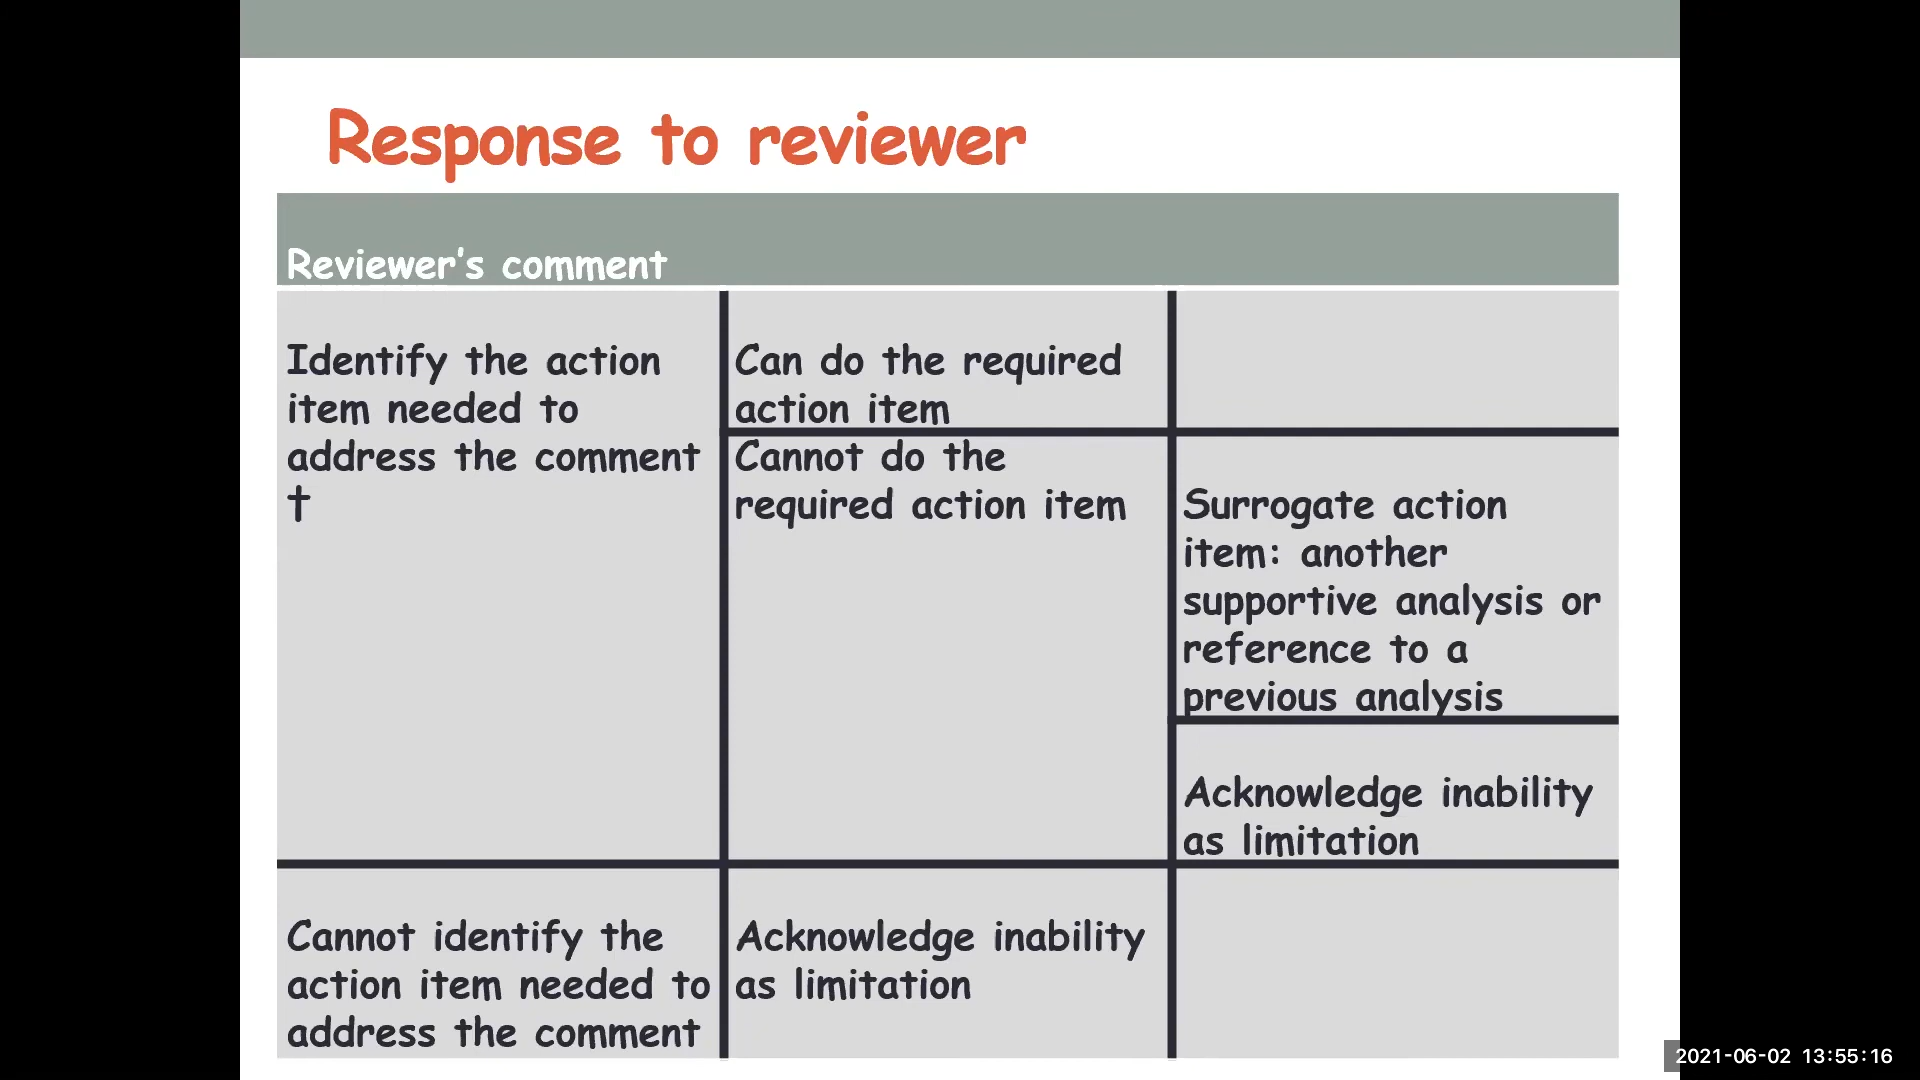 Response to reviewer
Reviewer's comment
Identify the action
item needed to
address the comment
t
Can do the required
action item
Cannot do the
required action item
Surrogate action
item: another
supportive analysis or
reference to a
previous analysis
Acknowledge inability
as limitation
Cannot identify the
action item needed to
address the comment
Acknowledge inability
as limitation
2021-06-02 13:55:16